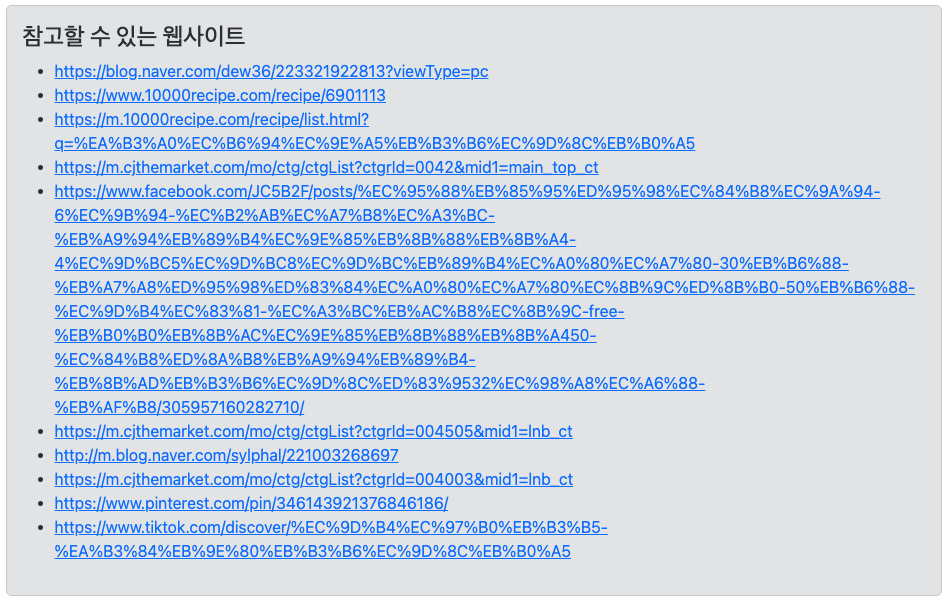 참고할 수 있는 웹사이트
https://blog.naver.com/dew36/223321922813?viewType=pc
https://www.10000recipe.com/recipe/6901113
https://m.10000recipe.com/recipe/list.html?
q=%EA%B3%A0%EC%B6%94%EC%9E%A5%EB%B3%B6%EC%9D%8C%EB%B0%A5
https://m.cjthemarket.com/mo/ctg/ctgList?ctgrId=0042&mid1=main_top_ct
https://www.facebook.com/JC5B2F/posts/%EC%95%88%EB%85%95%ED%95%98%EC%84%B8%EC%9A%94-
6%EC%9B%94-%EC%B2%AB%EC%A7%B8%EC%A3%BC-
%EB%A9%94%EB%89%B4%EC%9E%85%EB%8B%88%EB%8B%A4-
4%EC%9D%BC5%EC%9D%BC8%EC%9D%BC%EB%89%B4%EC%A0%80%EC%A7%80-30%EB%B6%88-
%EB%A7%A8%ED%95%98%ED%83%84%EC%A0%80%EC%A7%80%EC%8B%9C%ED%8B%B0-50%EB%B6%88-
%EC%9D%B4%EC%83%81-%EC%A3%BC%EB%AC%B8%EC%8B%9C-free-
%EB%B0%B0%EB%8B%AC%EC%9E%85%EB%8B%88%EB%8B%A450-
%EC%84%B8%ED%8A%B8%EB%A9%94%EB%89%B4-
%EB%8B%AD%EB%B3%B6%EC%9D%8C%ED%83%9532%EC%98%A8%EC%A6%88-
%EB%AF%B8/305957160282710/
https://m.cjthemarket.com/mo/ctg/ctgList?ctgrId=004505&mid1=lnb_ct
http://m.blog.naver.com/sylphal/221003268697
https://m.cjthemarket.com/mo/ctg/ctgList?ctgrId=004003&mid1=lnb_ct
https://www.pinterest.com/pin/346143921376846186/
https://www.tiktok.com/discover/%EC%9D%B4%EC%97%B0%EB%B3%B5-
%EA%B3%84%EB%9E%80%EB%B3%B6%EC%9D%8C%EB%B0%A5